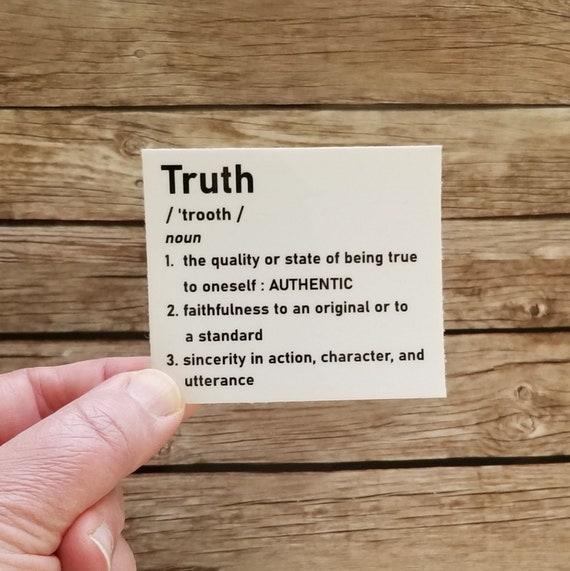 Truth
/ 'trooth /
noun
1. the quality or state of being true
to oneself : AUTHENTIC
2. faithfulness to an original or to
a standard
3. sincerity in action, character, and
utterance